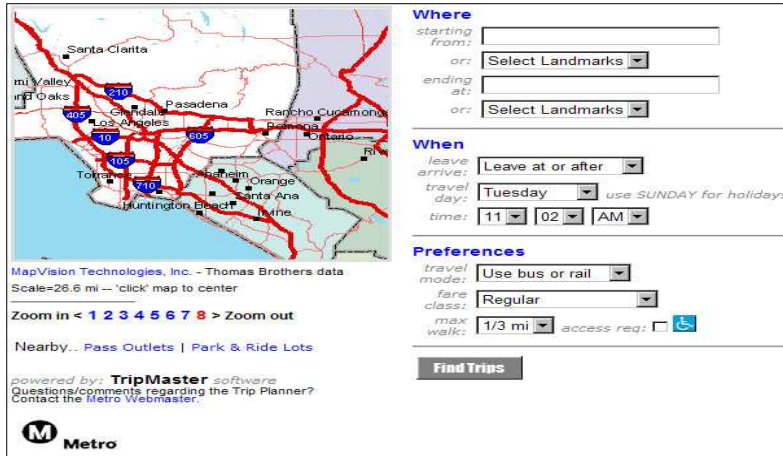 Santa Clarita
mi Valley
and Oaks
210
Glendale
Pasadena
Rancho Cucamonga
405
Los Angeles
10
605
Pomona
Ontario
105
Torrance
710
Anaheim
Orange
Santa Ana
Huntington Beach
Irvine
MapVision Technologies, Inc. - Thomas Brothers data
Scale=26.6 mi -- 'click' map to center
Zoom in < 1 2 3 4 5 6 7 8 > Zoom out
Nearby.. Pass Outlets | Park & Ride Lots
powered by: TripMaster software
Questions/comments regarding the Trip Planner?
Contact the Metro Webmaster.
M Metro
Where
starting from:
or: Select Landmarks
ending at:
or: Select Landmarks
When
leave arrive: Leave at or after
travel day: Tuesday use SUNDAY for holidays
time: 11 02 AM
Preferences
travel mode: Use bus or rail
fare class: Regular
max walk: 1/3 mi access req:
Find Trips